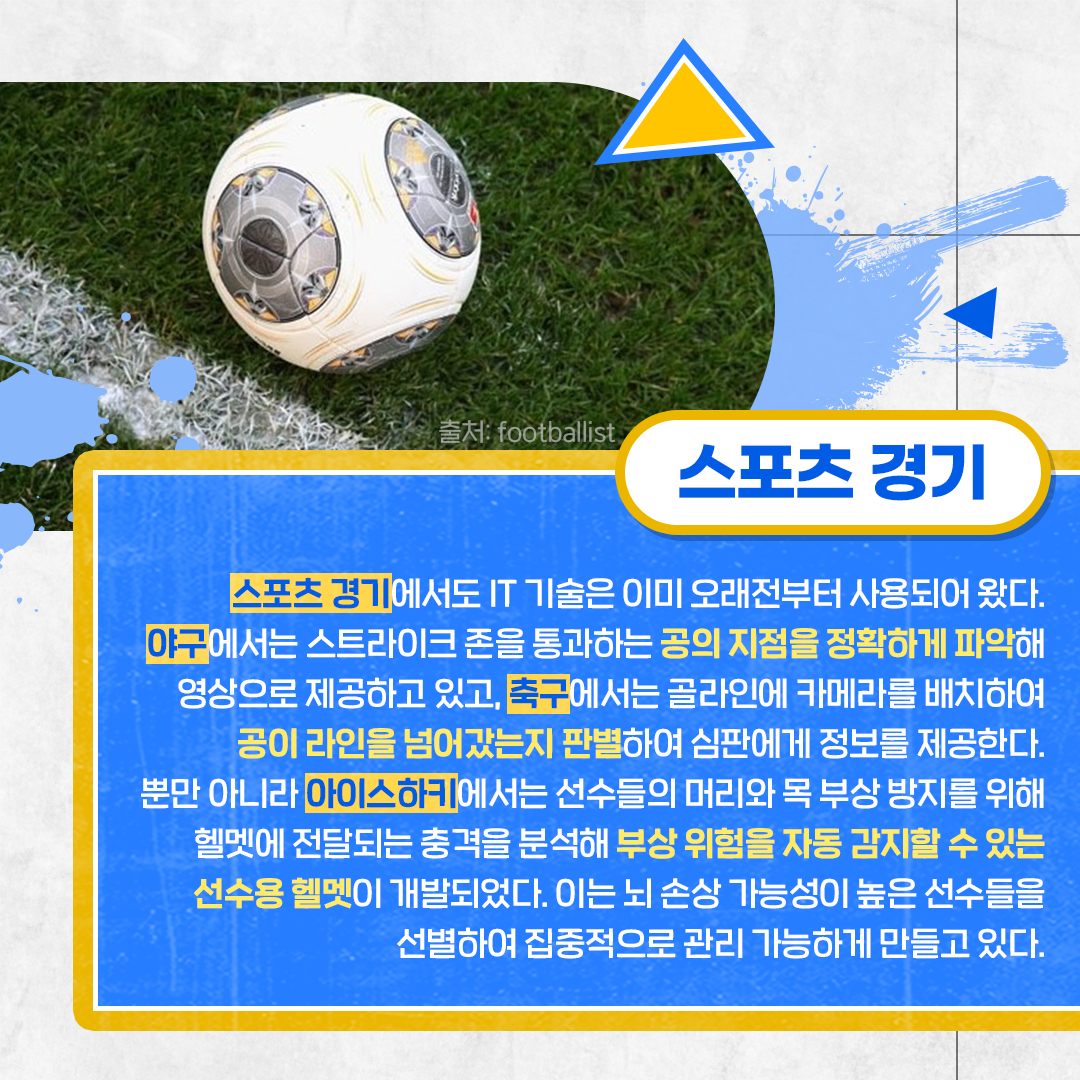 출처: footballist
스포츠 경기
스포츠 경기에서도 IT 기술은 이미 오래전부터 사용되어 왔다.
야구에서는 스트라이크 존을 통과하는 공의 지점을 정확하게 파악해
영상으로 제공하고 있고, 축구에서는 골라인에 카메라를 배치하여
공이 라인을 넘어갔는지 판별하여 심판에게 정보를 제공한다.
뿐만 아니라 아이스하키에서는 선수들의 머리와 목 부상 방지를 위해
헬멧에 전달되는 충격을 분석해 부상 위험을 자동 감지할 수 있는
선수용 헬멧이 개발되었다. 이는 뇌 손상 가능성이 높은 선수들을
선별하여 집중적으로 관리 가능하게 만들고 있다.